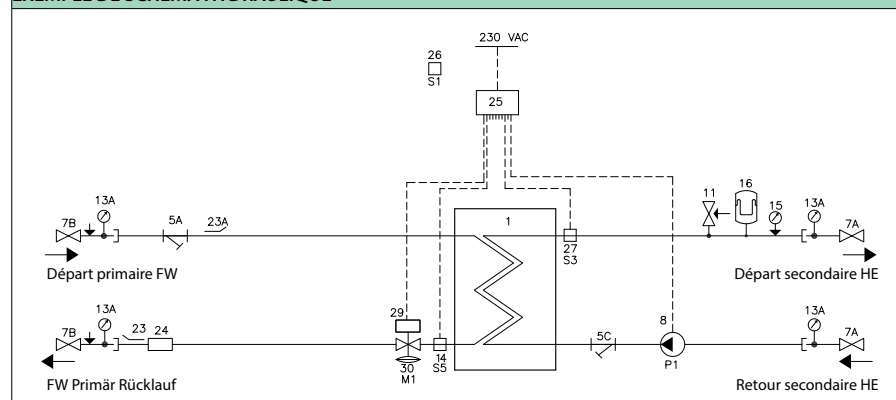 EXEMPLE DE SCHÉMA HYDRAULIQUE
230 VAC
26
S1
25
13A
7B
5A
23A
1
11
16
15
13A
7A
27
S3
Départ primaire FW
Départ secondaire HE
13A
7B
23
24
29
30
M1
14
S5
5C
8
P1
13A
7A
FW Primär Rücklauf
Retour secondaire HE